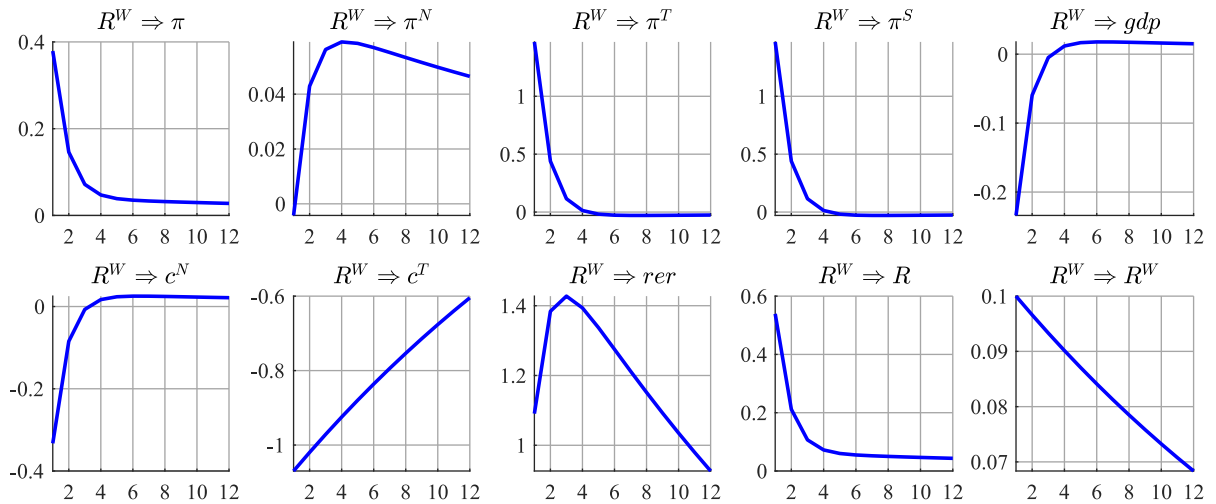 R^W ⇒ π
0.4
0.2
0
2 4 6 8 10 12
R^W ⇒ π^N
0.04
0.02
0
2 4 6 8 10 12
R^W ⇒ π^T
1
0.5
0
2 4 6 8 10 12
R^W ⇒ π^S
1
0.5
0
2 4 6 8 10 12
R^W ⇒ gdp
0
-0.1
-0.2
2 4 6 8 10 12
R^W ⇒ c^N
0
-0.2
-0.4
2 4 6 8 10 12
R^W ⇒ c^T
-0.6
-0.8
-1
2 4 6 8 10 12
R^W ⇒ rer
1.4
1.2
1
2 4 6 8 10 12
R^W ⇒ R
0.6
0.4
0.2
0
2 4 6 8 10 12
R^W ⇒ R^W
0.1
0.09
0.08
0.07
2 4 6 8 10 12